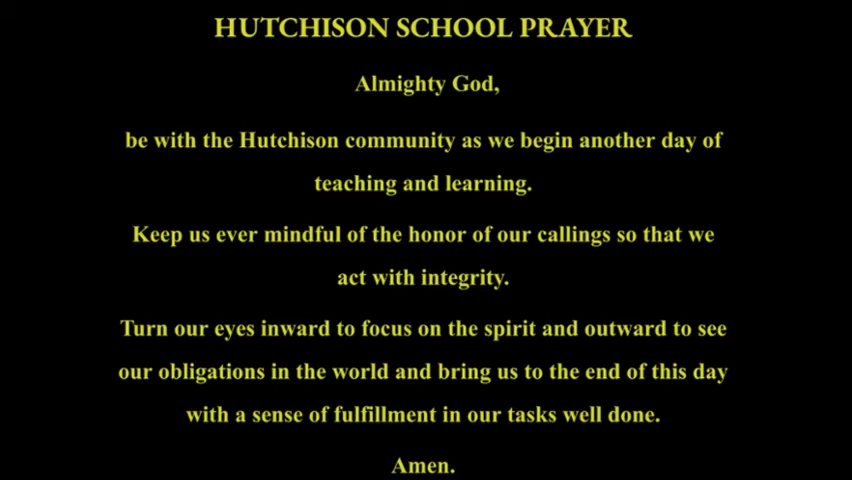 HUTCHISON SCHOOL PRAYER
Almighty God,
be with the Hutchison community as we begin another day of
teaching and learning.
Keep us ever mindful of the honor of our callings so that we
act with integrity.
Turn our eyes inward to focus on the spirit and outward to see
our obligations in the world and bring us to the end of this day
with a sense of fulfillment in our tasks well done.
Amen.